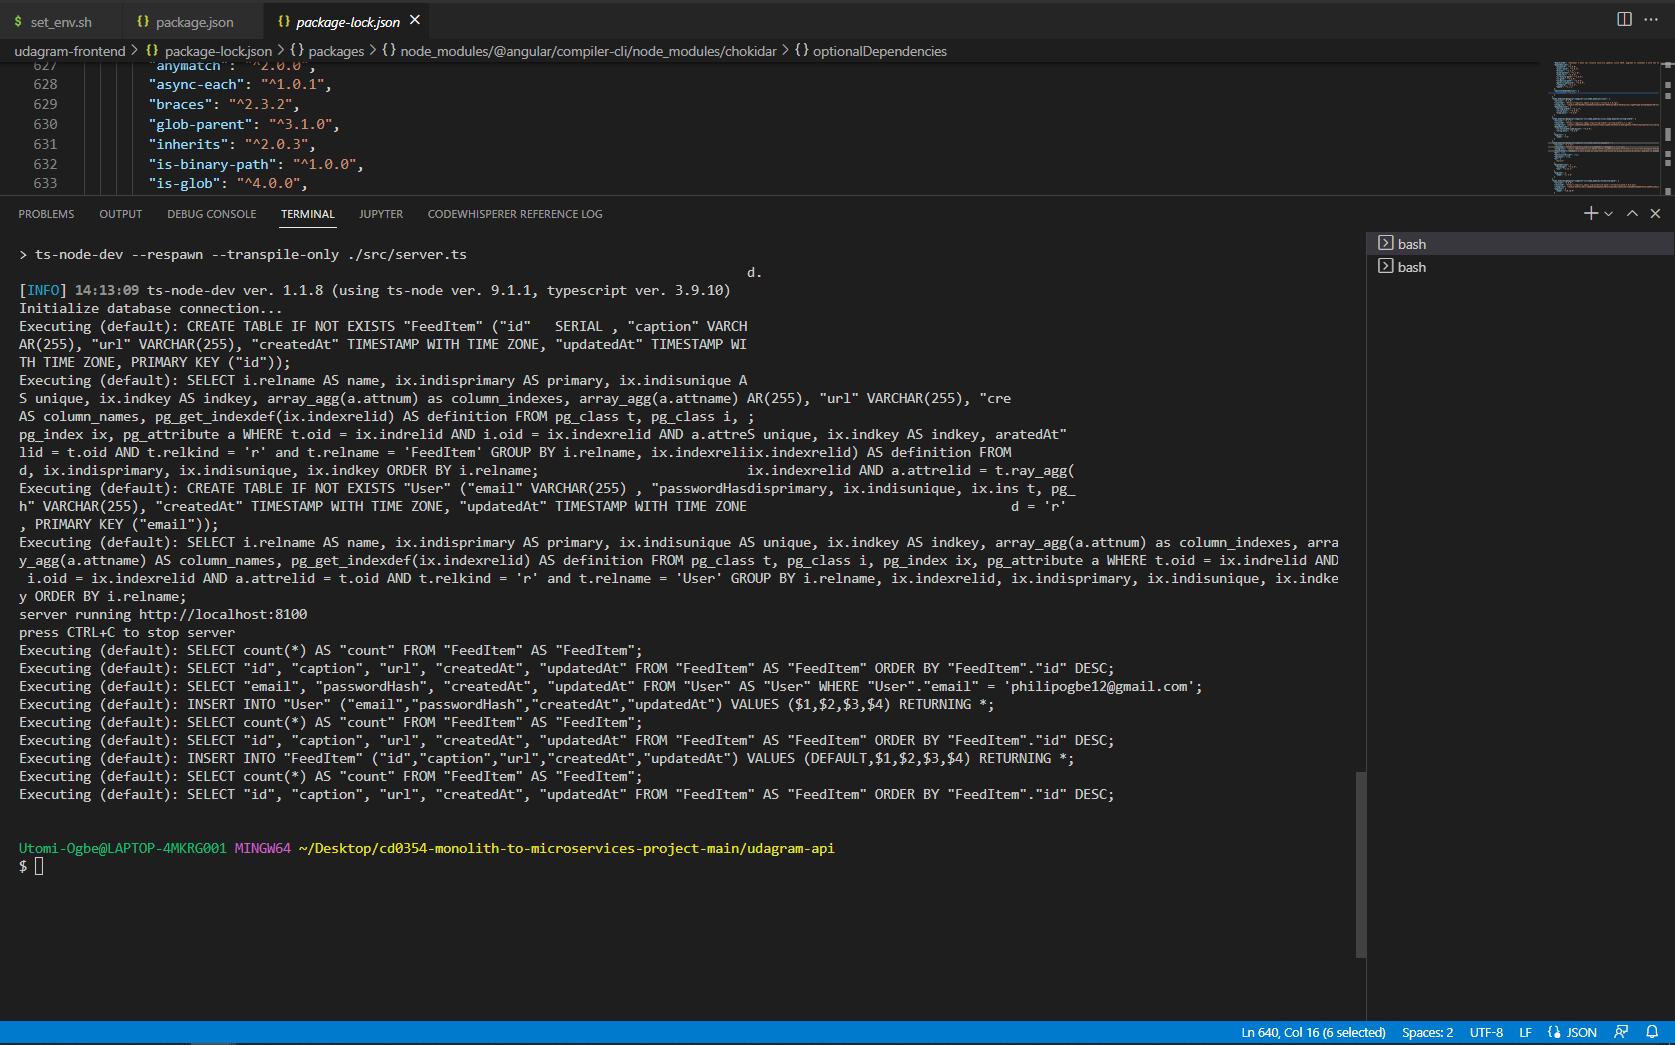 set_env.sh package.json package-lock.json
udagram-frontend > package-lock.json > {} packages > {} node_modules/@angular/compiler-cli/node_modules/chokidar > {} optionalDependencies
627 "anymatch": "^2.0.0",
628 "async-each": "^1.0.1",
629 "braces": "^2.3.2",
630 "glob-parent": "^3.1.0",
631 "inherits": "^2.0.3",
632 "is-binary-path": "^1.0.0",
633 "is-glob": "^4.0.0",
PROBLEMS OUTPUT DEBUG CONSOLE TERMINAL JUPYTER CODEWHISPERER REFERENCE LOG
bash
bash
> ts-node-dev --respawn --transpile-only ./src/server.ts
d.
[INFO] 14:13:09 ts-node-dev ver. 1.1.8 (using ts-node ver. 9.1.1, typescript ver. 3.9.10)
Initialize database connection...
Executing (default): CREATE TABLE IF NOT EXISTS "FeedItem" ("id"   SERIAL , "caption" VARCH
AR(255), "url" VARCHAR(255), "createdAt" TIMESTAMP WITH TIME ZONE, "updatedAt" TIMESTAMP WI
TH TIME ZONE, PRIMARY KEY ("id"));
Executing (default): SELECT i.relname AS name, ix.indisprimary AS primary, ix.indisunique A
S unique, ix.indkey AS indkey, array_agg(a.attnum) as column_indexes, array_agg(a.attname) AR(255), "url" VARCHAR(255), "cre
AS column_names, pg_get_indexdef(ix.indexrelid) AS definition FROM pg_class t, pg_class i, ;
pg_index ix, pg_attribute a WHERE t.oid = ix.indrelid AND i.oid = ix.indexrelid AND a.attreS unique, ix.indkey AS indkey, aratedAt"
lid = t.oid AND t.relkind = 'r' and t.relname = 'FeedItem' GROUP BY i.relname, ix.indexreliix.indexrelid) AS definition FROM
d, ix.indisprimary, ix.indisunique, ix.indkey ORDER BY i.relname;                          ix.indexrelid AND a.attrelid = t.ray_agg(
Executing (default): CREATE TABLE IF NOT EXISTS "User" ("email" VARCHAR(255) , "passwordHasdisprimary, ix.indisunique, ix.ins t, pg_
h" VARCHAR(255), "createdAt" TIMESTAMP WITH TIME ZONE, "updatedAt" TIMESTAMP WITH TIME ZONE                                 d = 'r'
, PRIMARY KEY ("email"));
Executing (default): SELECT i.relname AS name, ix.indisprimary AS primary, ix.indisunique AS unique, ix.indkey AS indkey, array_agg(a.attnum) as column_indexes, arra
y_agg(a.attname) AS column_names, pg_get_indexdef(ix.indexrelid) AS definition FROM pg_class t, pg_class i, pg_index ix, pg_attribute a WHERE t.oid = ix.indrelid AND
i.oid = ix.indexrelid AND a.attrelid = t.oid AND t.relkind = 'r' and t.relname = 'User' GROUP BY i.relname, ix.indexrelid, ix.indisprimary, ix.indisunique, ix.indke
y ORDER BY i.relname;
server running http://localhost:8100
press CTRL+C to stop server
Executing (default): SELECT count(*) AS "count" FROM "FeedItem" AS "FeedItem";
Executing (default): SELECT "id", "caption", "url", "createdAt", "updatedAt" FROM "FeedItem" AS "FeedItem" ORDER BY "FeedItem"."id" DESC;
Executing (default): SELECT "email", "passwordHash", "createdAt", "updatedAt" FROM "User" AS "User" WHERE "User"."email" = 'philipogbe12@gmail.com';
Executing (default): INSERT INTO "User" ("email","passwordHash","createdAt","updatedAt") VALUES ($1,$2,$3,$4) RETURNING *;
Executing (default): SELECT count(*) AS "count" FROM "FeedItem" AS "FeedItem";
Executing (default): SELECT "id", "caption", "url", "createdAt", "updatedAt" FROM "FeedItem" AS "FeedItem" ORDER BY "FeedItem"."id" DESC;
Executing (default): INSERT INTO "FeedItem" ("id","caption","url","createdAt","updatedAt") VALUES (DEFAULT,$1,$2,$3,$4) RETURNING *;
Executing (default): SELECT count(*) AS "count" FROM "FeedItem" AS "FeedItem";
Executing (default): SELECT "id", "caption", "url", "createdAt", "updatedAt" FROM "FeedItem" AS "FeedItem" ORDER BY "FeedItem"."id" DESC;
Utomi-Ogbe@LAPTOP-4MKRG001 MINGW64 ~/Desktop/cd0354-monolith-to-microservices-project-main/udagram-api
$
Ln 640, Col 16 (6 selected) Spaces: 2 UTF-8 LF JSON